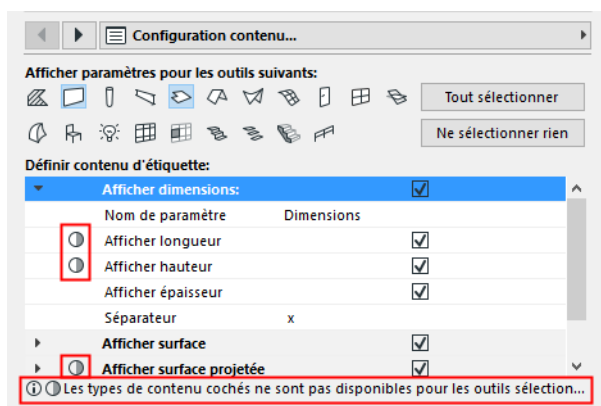 Configuration contenu...
Afficher paramètres pour les outils suivants:
Tout sélectionner
Ne sélectionner rien
Définir contenu d'étiquette:
Afficher dimensions:
Nom de paramètre Dimensions
Afficher longueur
Afficher hauteur
Afficher épaisseur
Séparateur x
Afficher surface
Afficher surface projetée
Les types de contenu cochés ne sont pas disponibles pour les outils sélection...